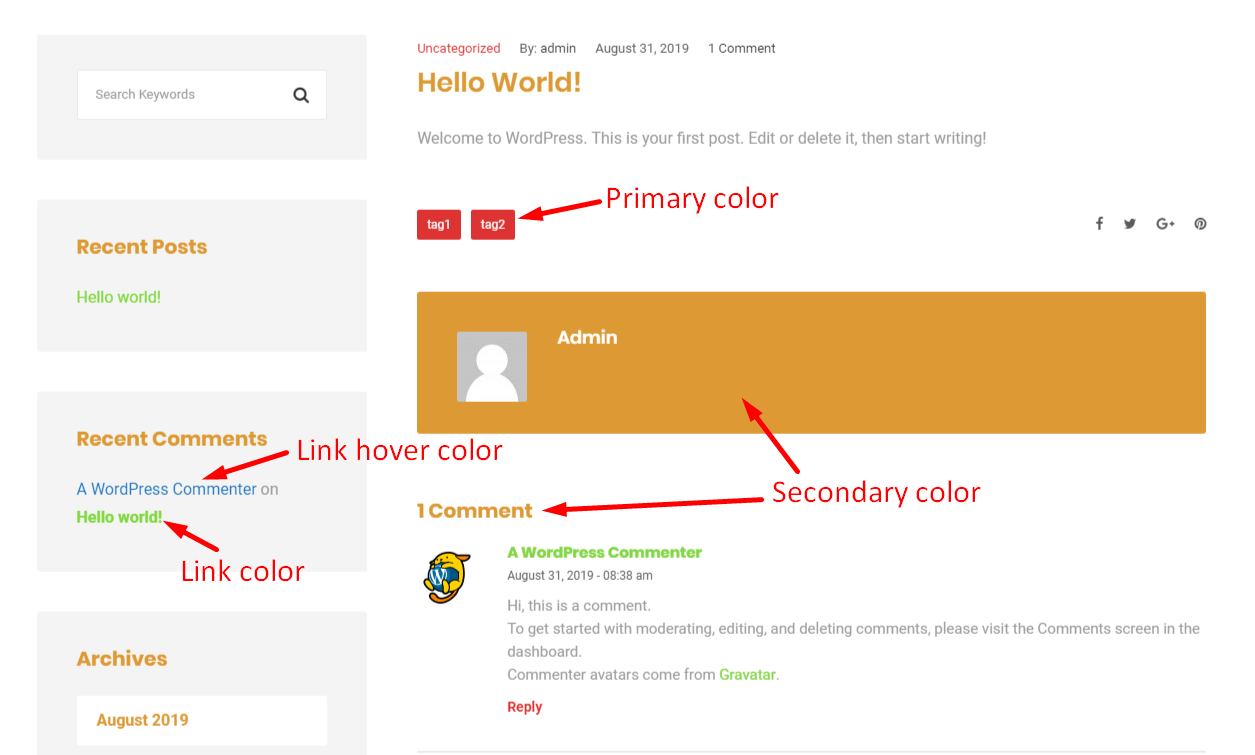 Search Keywords
Recent Posts
Hello world!
Recent Comments
Link hover color
A WordPress Commenter on
Hello world!
Link color
Archives
August 2019
Uncategorized By: admin August 31, 2019 1 Comment
Hello World!
Welcome to WordPress. This is your first post. Edit or delete it, then start writing!
Primary color
tag1 tag2
Admin
Secondary color
1 Comment
A WordPress Commenter
August 31, 2019 - 08:38 am
Hi, this is a comment.
To get started with moderating, editing, and deleting comments, please visit the Comments screen in the
dashboard.
Commenter avatars come from Gravatar.
Reply